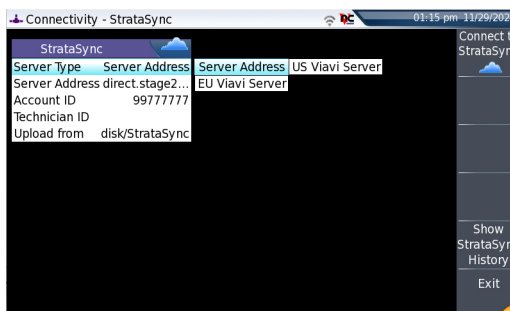 Connectivity - StrataSync
01:15 pm 11/29/202
StrataSync
Server Type Server Address
Server Address US Viavi Server
Server Address direct.stage2...
EU Viavi Server
Account ID 99777777
Technician ID
Upload from disk/StrataSync
Connect t
StrataSyn
Show
StrataSyn
History
Exit